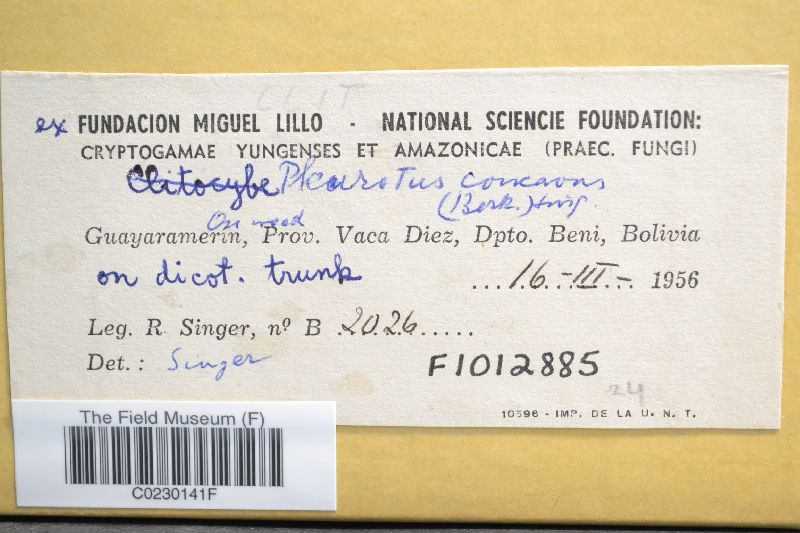 CLIT
ex FUNDACION MIGUEL LILLO - NATIONAL SCIENCIE FOUNDATION:
CRYPTOGAMAE YUNGENSES ET AMAZONICAE (PRAEC. FUNGI)
Clitocybe Pleurotus concavus
(Berk.) Sing.
On wood
Guayaramerin, Prov. Vaca Diez, Dpto. Beni, Bolivia
on dicot. trunk ...16.-III-.. 1956
Leg. R. Singer, nº B .2026.....
Det.: Singer F1012885
24
10596 - IMP. DE LA U. N. T.
The Field Museum (F)
C0230141F